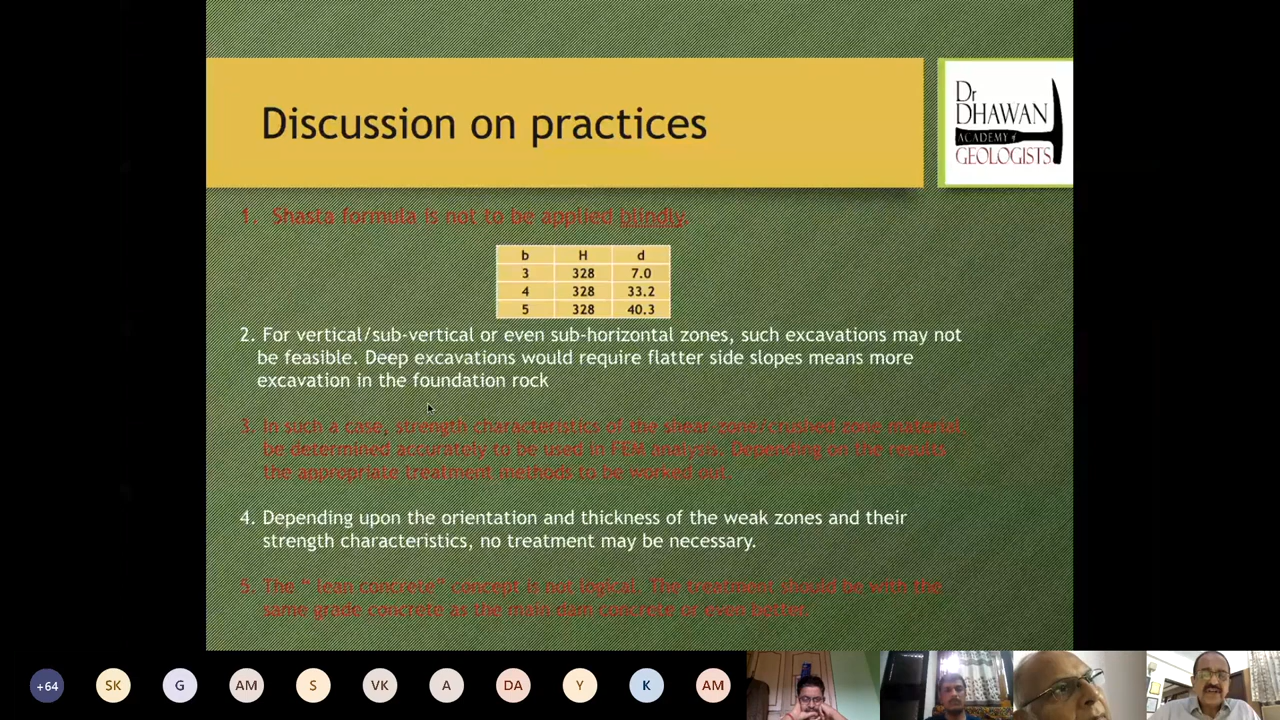 Discussion on practices
Dr
DHAWAN
ACADEMY of
GEOLOGISTS
1. Shasta formula is not to be applied blindly.
b H d
3 328 7.0
4 328 33.2
5 328 40.3
2. For vertical/sub-vertical or even sub-horizontal zones, such excavations may not
be feasible. Deep excavations would require flatter side slopes means more
excavation in the foundation rock
3. In such a case, strength characteristics of the shear zone/crushed zone material,
be determined accurately to be used in FEM analysis. Depending on the results
the appropriate treatment methods to be worked out.
4. Depending upon the orientation and thickness of the weak zones and their
strength characteristics, no treatment may be necessary.
5. The " lean concrete" concept is not logical. The treatment should be with the
same grade concrete as the main dam concrete or even better.
+64 SK G AM S VK A DA Y K AM